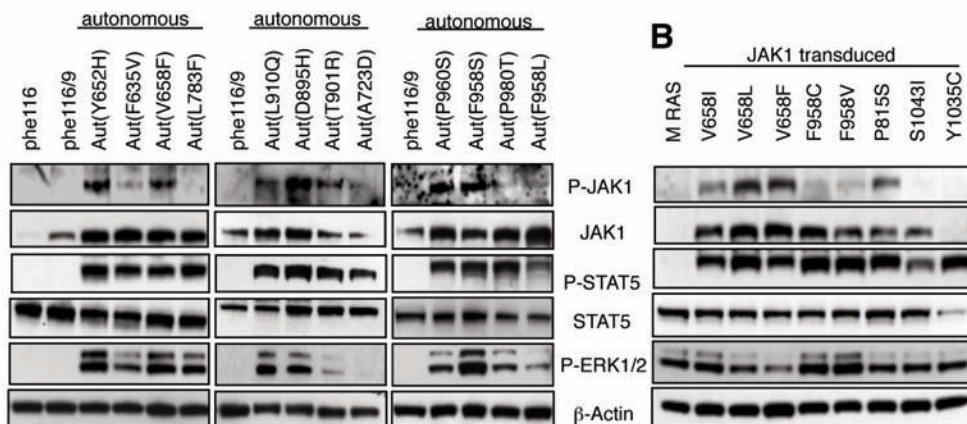 autonomous
autonomous
autonomous
phe116
phe116/9
Aut(Y652H)
Aut(F635V)
Aut(V658F)
Aut(L783F)
phe116/9
Aut(L910Q)
Aut(D895H)
Aut(T901R)
Aut(A723D)
phe116/9
Aut(P960S)
Aut(F958S)
Aut(P980T)
Aut(F958L)
P-JAK1
JAK1
P-STAT5
STAT5
P-ERK1/2
β-Actin
B
JAK1 transduced
M RAS
V658I
V658L
V658F
F958C
F958V
P815S
S1043I
Y1035C